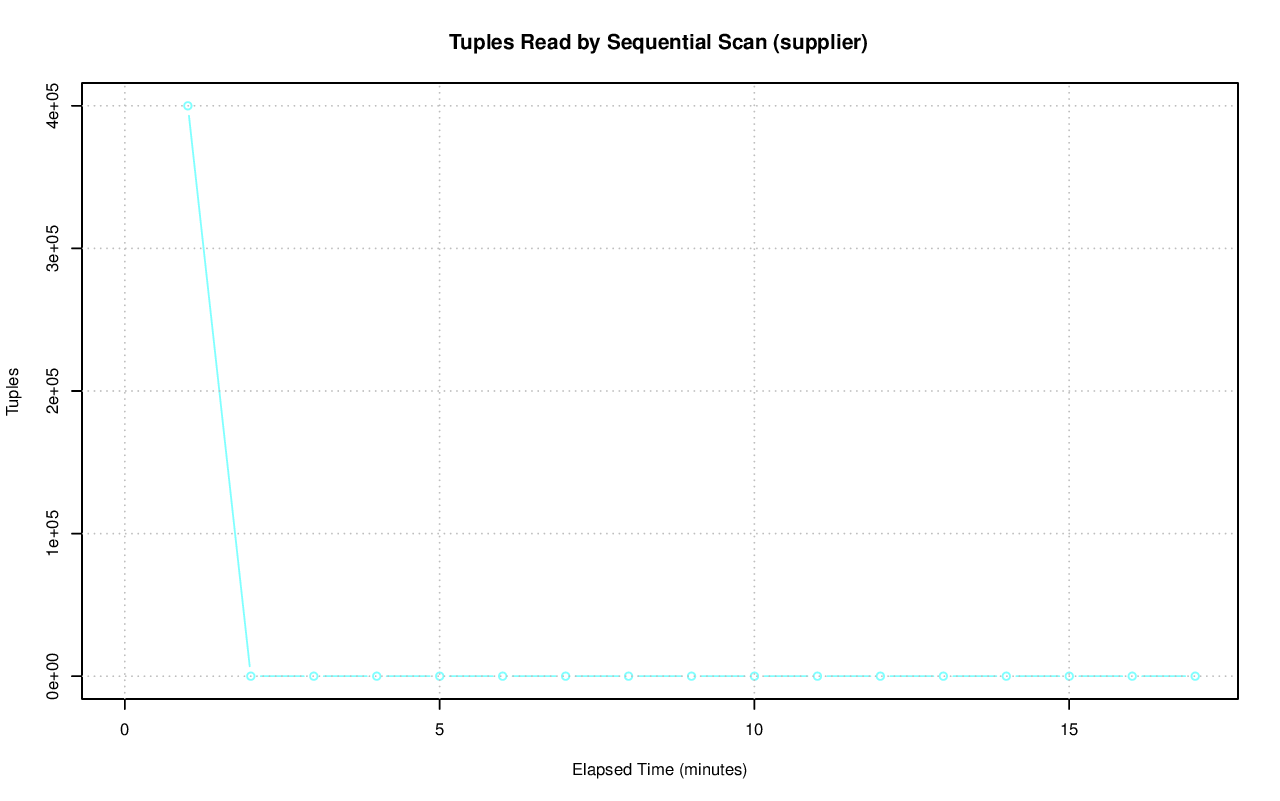 Tuples Read by Sequential Scan (supplier)
4e+05
3e+05
2e+05
1e+05
0e+00
Tuples
0 5 10 15
Elapsed Time (minutes)